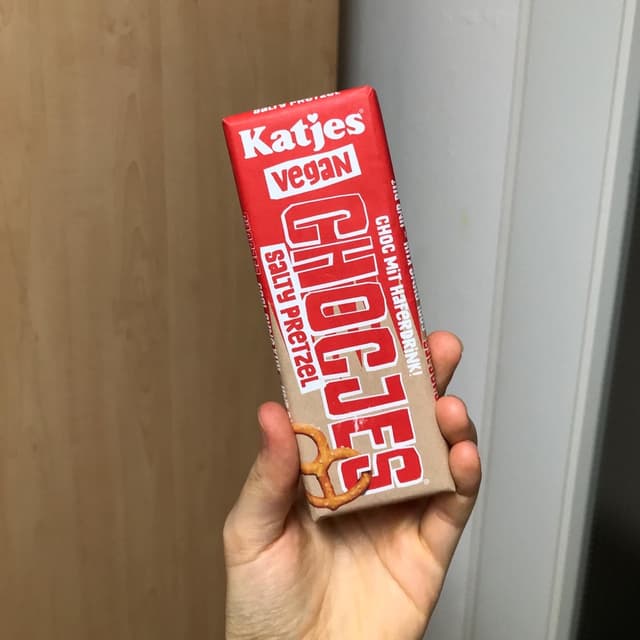 Salty Pretzel
Katjes
vegan
CHOCJES
CHOC MIT HAFERDRINK!
Salty Pretzel